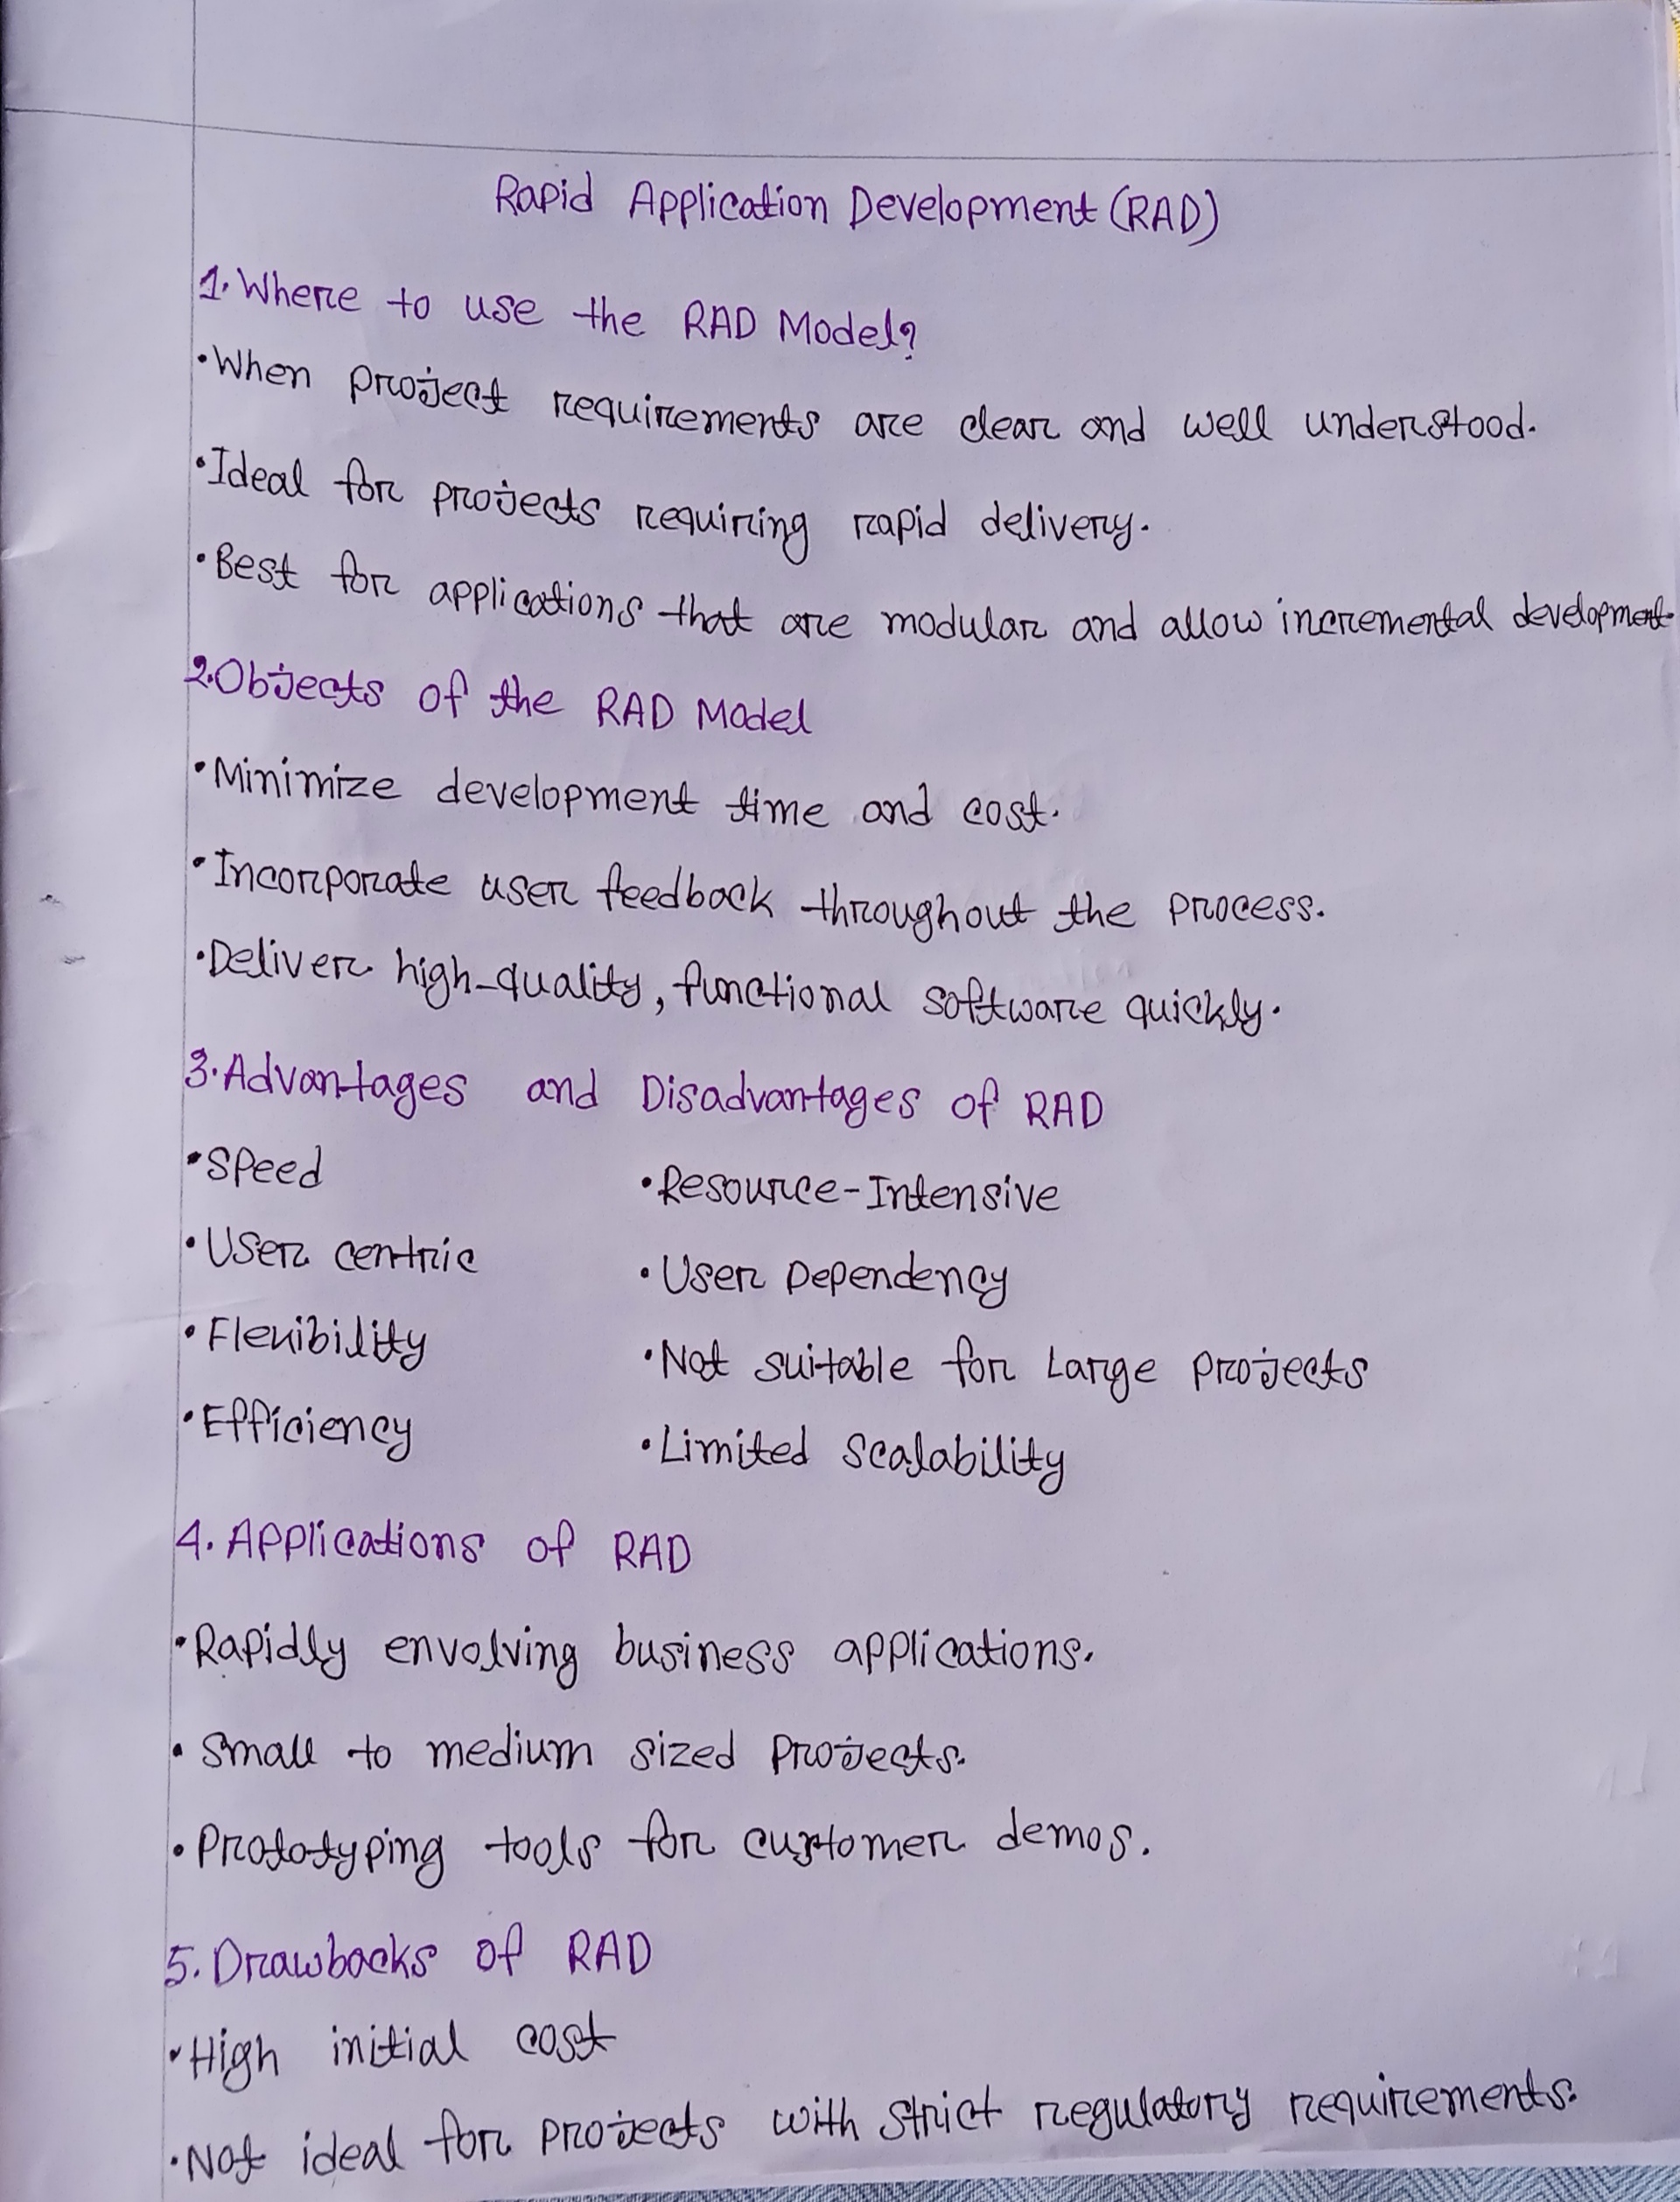 Rapid Application Development (RAD)
1. Where to use the RAD Model?
• When project requirements are clear and well understood.
• Ideal for projects requiring rapid delivery.
• Best for applications that are modular and allow incremental development
2. Objects of the RAD Model
• Minimize development time and cost.
• Incorporate user feedback throughout the process.
• Deliver high-quality, functional software quickly.
3. Advantages and Disadvantages of RAD
• Speed
• Resource-Intensive
• User centric
• User Dependency
• Flexibility
• Not suitable for Large projects
• Efficiency
• Limited Scalability
4. Applications of RAD
• Rapidly envolving business applications.
• Small to medium sized projects.
• Prototyping tools for customer demos.
5. Drawbacks of RAD
• High initial cost
• Not ideal for projects with strict regulatory requirements.